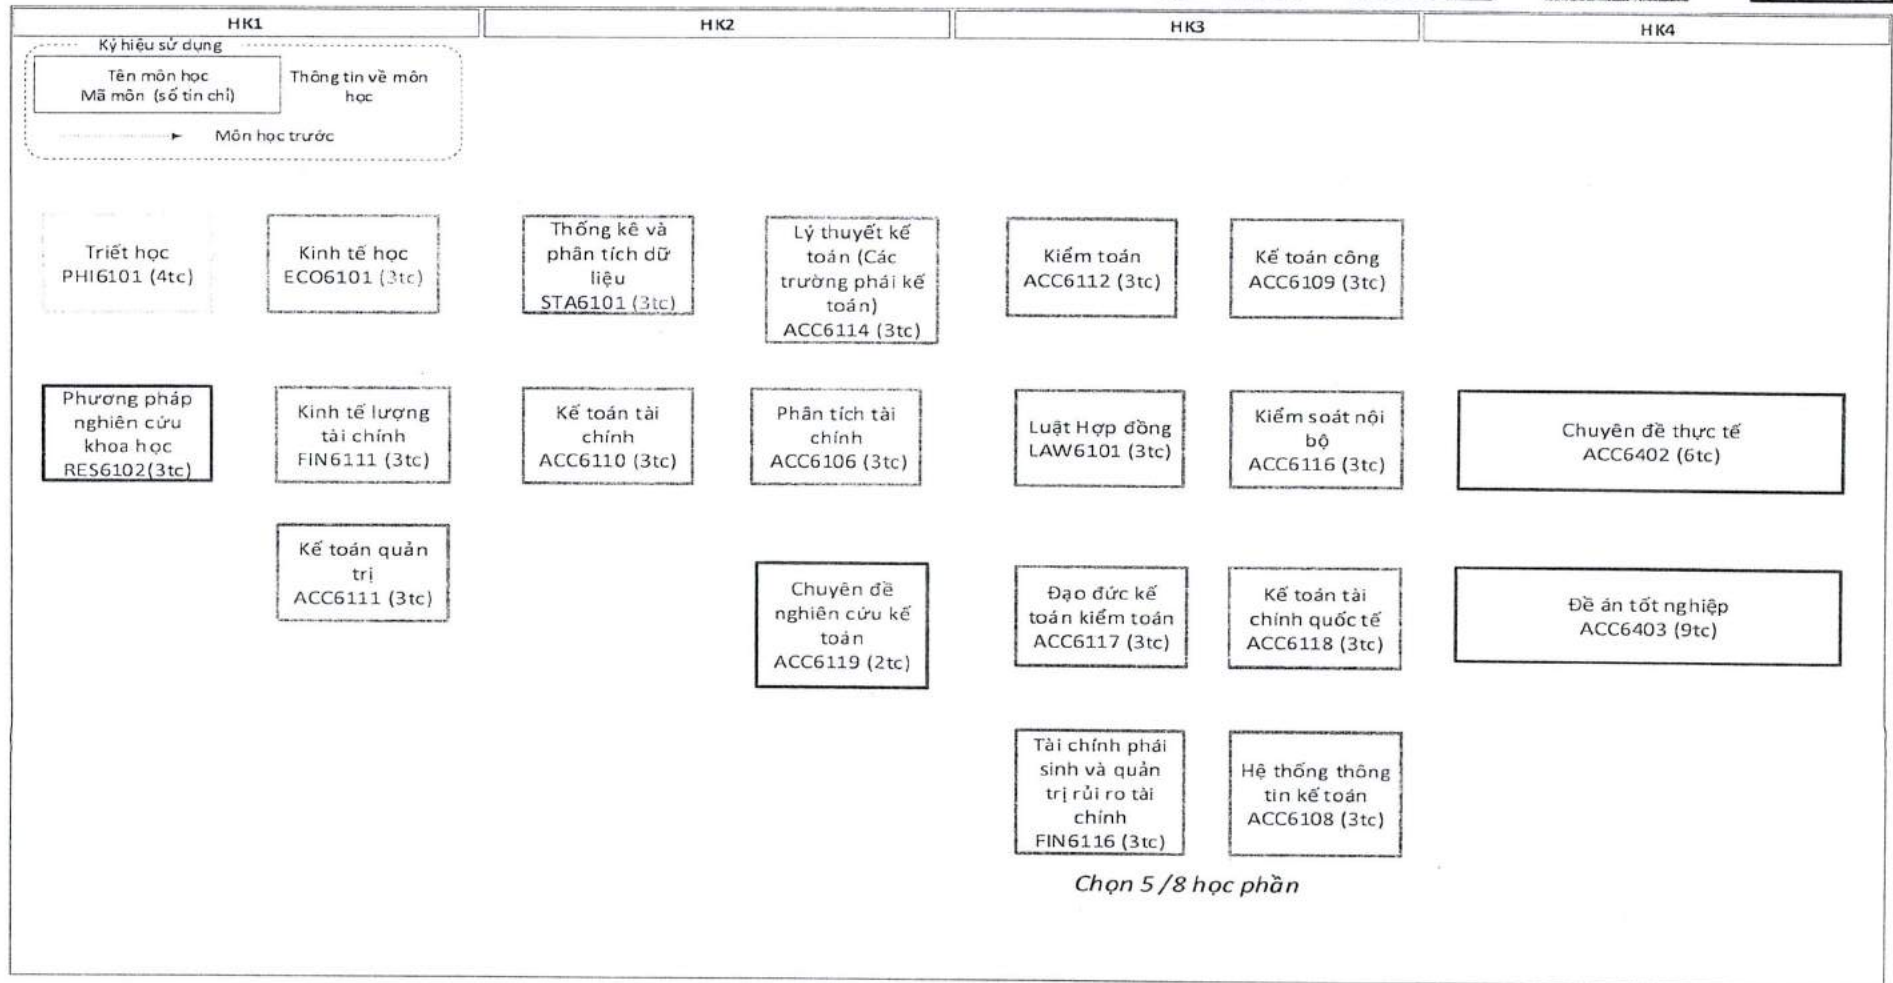 HK1
HK2
HK3
HK4
Ký hiệu sử dụng
Tên môn học
Mã môn (số tin chỉ)
Thông tin về môn
học
Môn học trước
Triết học
PHI6101 (4tc)
Kinh tế học
ECO6101 (3tc)
Thống kê và
phân tích dữ
liệu
STA6101 (3tc)
Lý thuyết kế
toán (Các
trường phái kế
toán)
ACC6114 (3tc)
Kiểm toán
ACC6112 (3tc)
Kế toán công
ACC6109 (3tc)
Phương pháp
nghiên cứu
khoa học
RES6102(3tc)
Kinh tế lượng
tài chính
FIN6111 (3tc)
Kế toán tài
chính
ACC6110 (3tc)
Phân tích tài
chính
ACC6106 (3tc)
Luật Hợp đồng
LAW6101 (3tc)
Kiểm soát nội
bộ
ACC6116 (3tc)
Chuyên đề thực tế
ACC6402 (6tc)
Kế toán quản
trị
ACC6111 (3tc)
Chuyên đề
nghiên cứu kế
toán
ACC6119 (2tc)
Đạo đức kế
toán kiểm toán
ACC6117 (3tc)
Kế toán tài
chính quốc tế
ACC6118 (3tc)
Đề án tốt nghiệp
ACC6403 (9tc)
Tài chính phái
sinh và quản
trị rủi ro tài
chính
FIN6116 (3tc)
Hệ thống thông
tin kế toán
ACC6108 (3tc)
Chọn 5/8 học phần